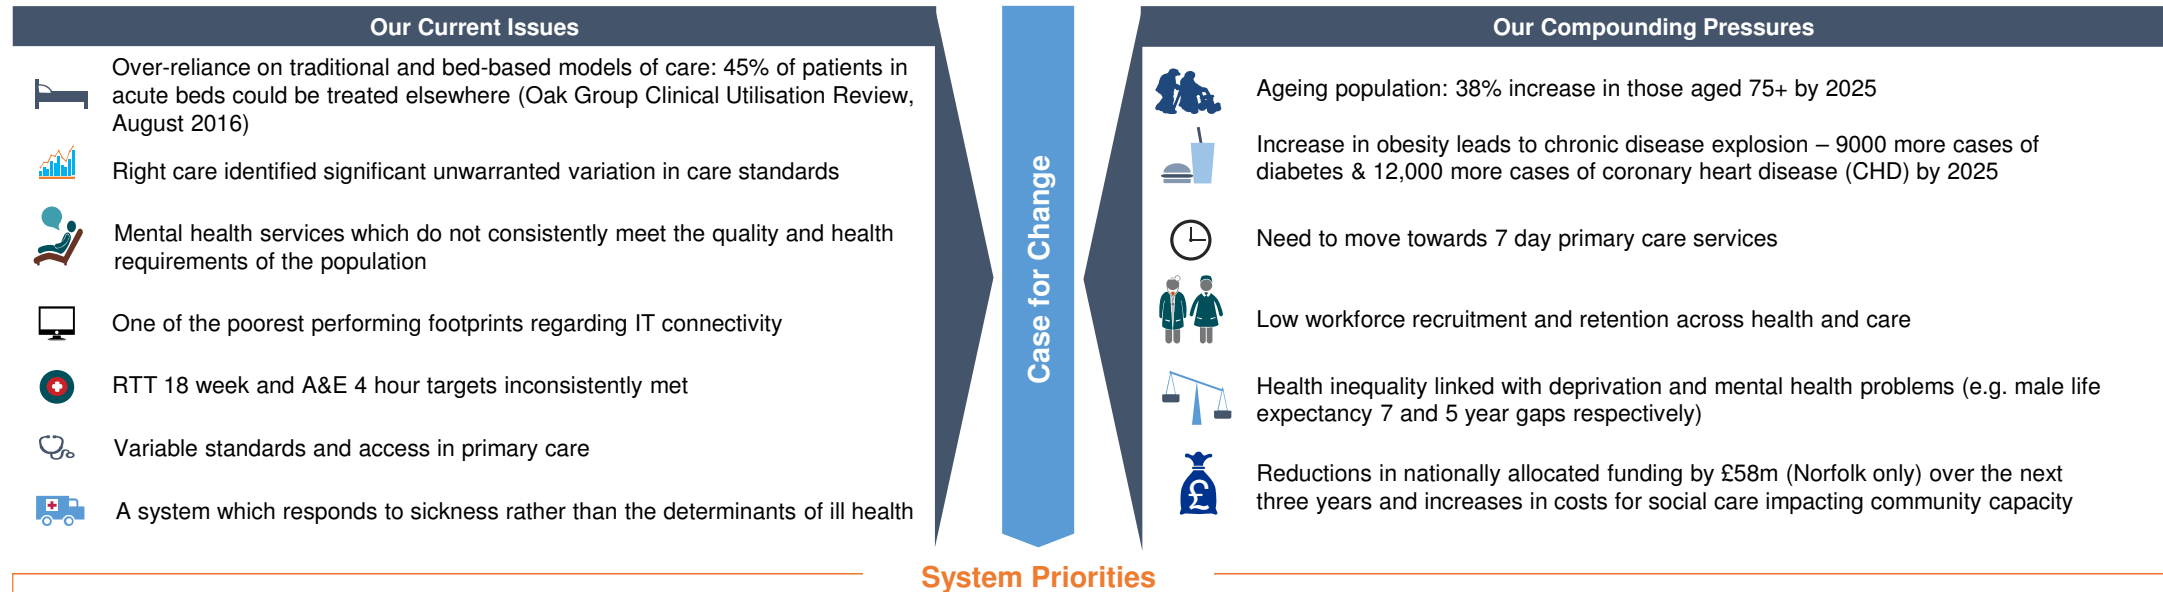 Our Current Issues
Over-reliance on traditional and bed-based models of care: 45% of patients in
acute beds could be treated elsewhere (Oak Group Clinical Utilisation Review,
August 2016)
Right care identified significant unwarranted variation in care standards
Mental health services which do not consistently meet the quality and health
requirements of the population
One of the poorest performing footprints regarding IT connectivity
RTT 18 week and A&E 4 hour targets inconsistently met
Variable standards and access in primary care
A system which responds to sickness rather than the determinants of ill health
Case for Change
Our Compounding Pressures
Ageing population: 38% increase in those aged 75+ by 2025
Increase in obesity leads to chronic disease explosion – 9000 more cases of
diabetes & 12,000 more cases of coronary heart disease (CHD) by 2025
Need to move towards 7 day primary care services
Low workforce recruitment and retention across health and care
Health inequality linked with deprivation and mental health problems (e.g. male life
expectancy 7 and 5 year gaps respectively)
£
Reductions in nationally allocated funding by £58m (Norfolk only) over the next
three years and increases in costs for social care impacting community capacity
System Priorities